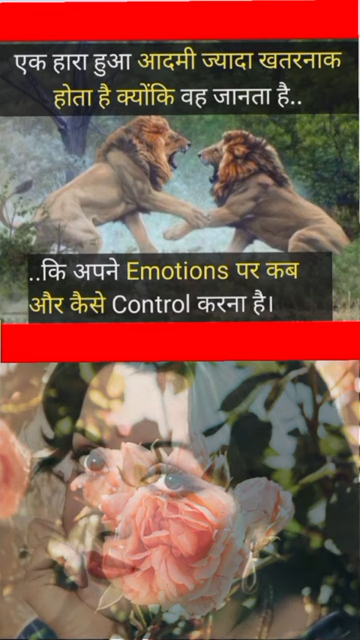 एक हारा हुआ आदमी ज्यादा खतरनाक
होता है क्योंकि वह जानता है..
..कि अपने Emotions पर कब
और कैसे Control करना है।